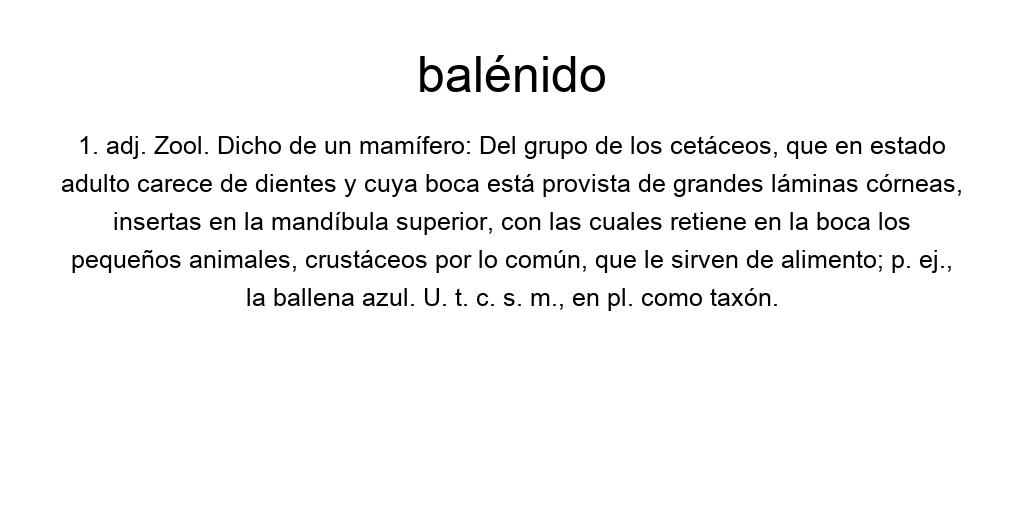 balénido
1. adj. Zool. Dicho de un mamífero: Del grupo de los cetáceos, que en estado
adulto carece de dientes y cuya boca está provista de grandes láminas córneas,
insertas en la mandíbula superior, con las cuales retiene en la boca los
pequeños animales, crustáceos por lo común, que le sirven de alimento; p. ej.,
la ballena azul. U. t. c. s. m., en pl. como taxón.